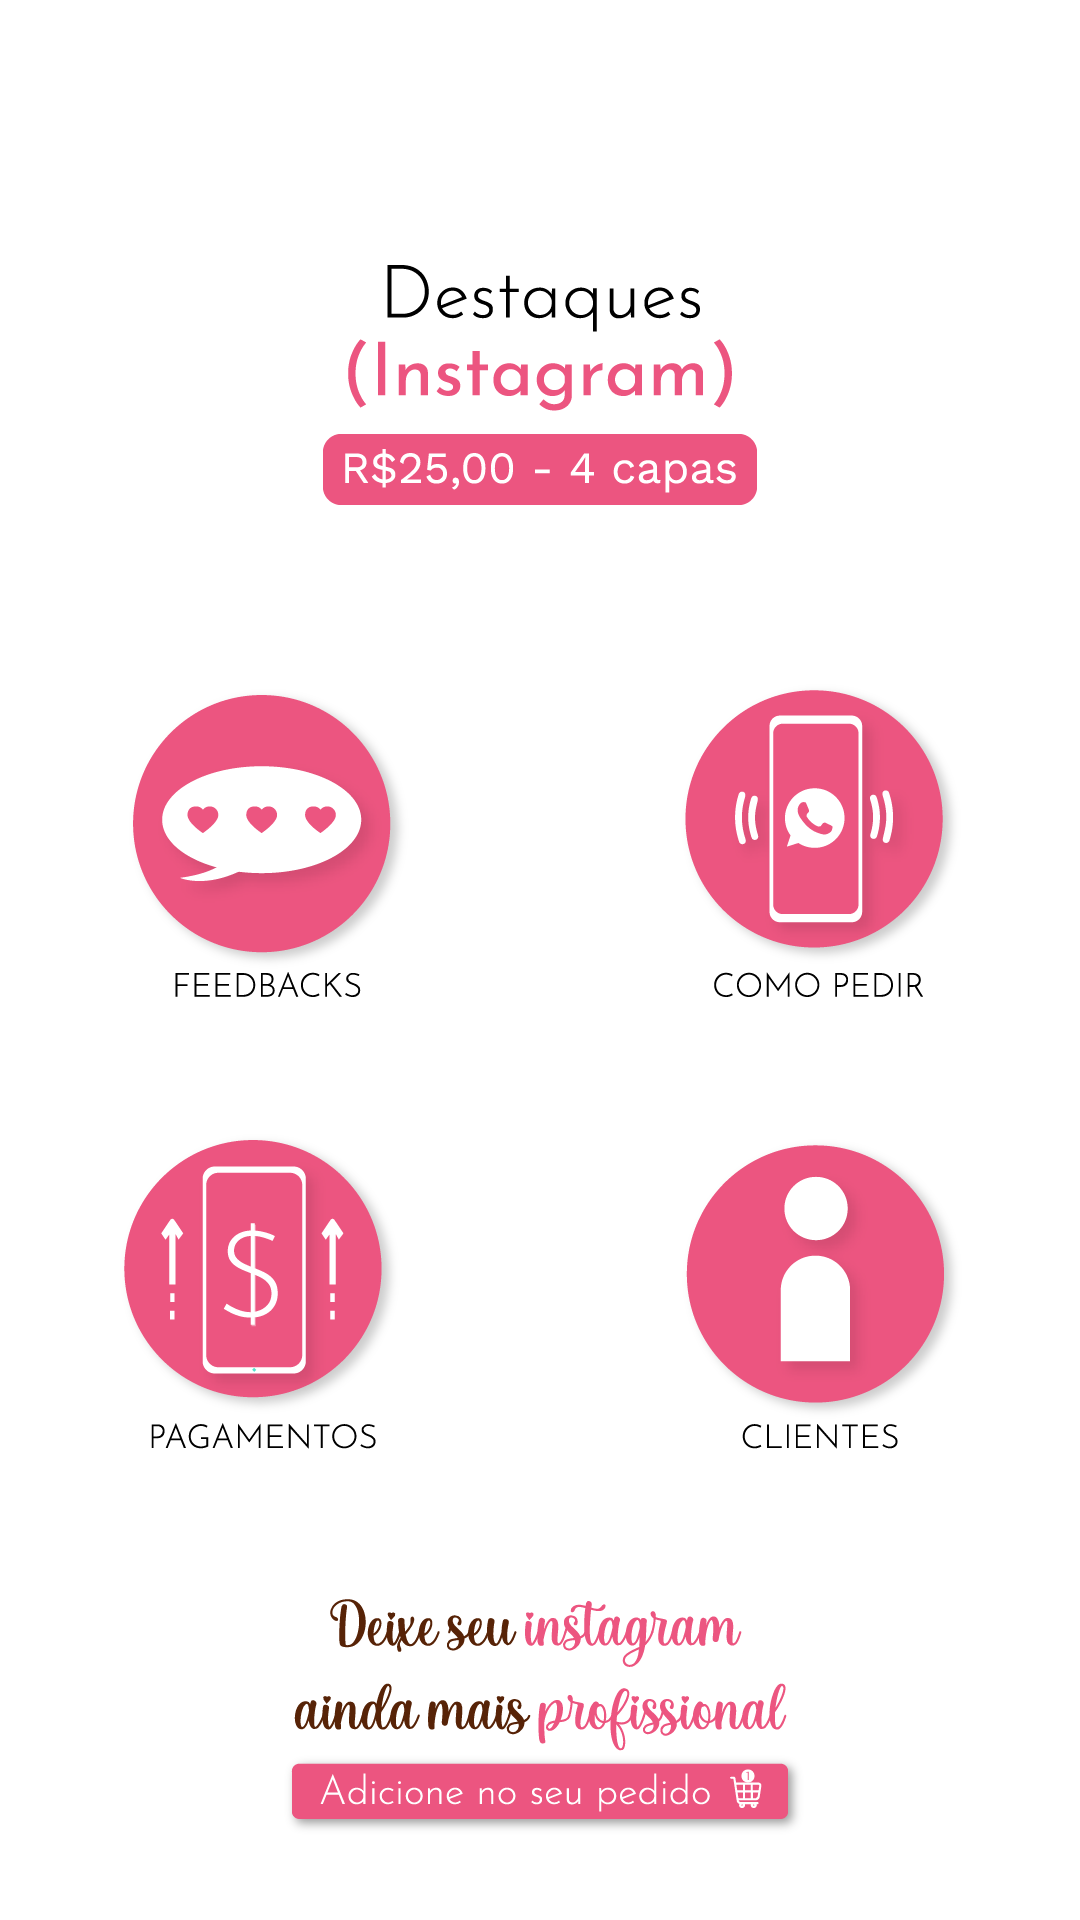 Destaques
(Instagram)
R$25,00 - 4 capas
FEEDBACKS
COMO PEDIR
$
PAGAMENTOS
CLIENTES
Deixe seu instagram
ainda mais profissional
Adicione no seu pedido
1